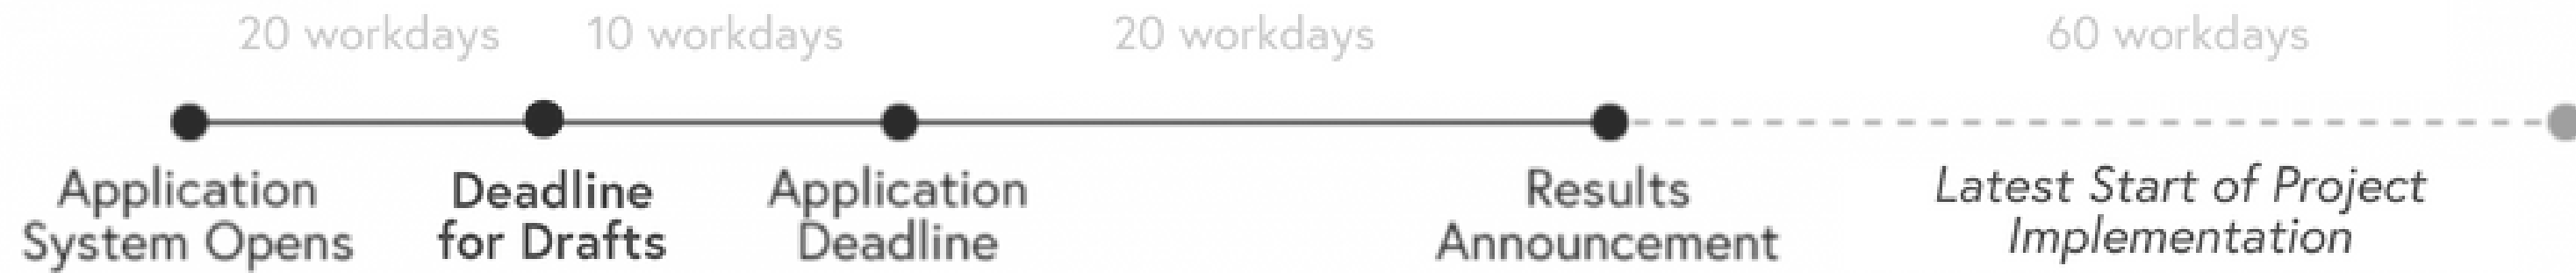 20 workdays
10 workdays
20 workdays
60 workdays
Application
System Opens
Deadline
for Drafts
Application
Deadline
Results
Announcement
Latest Start of Project
Implementation